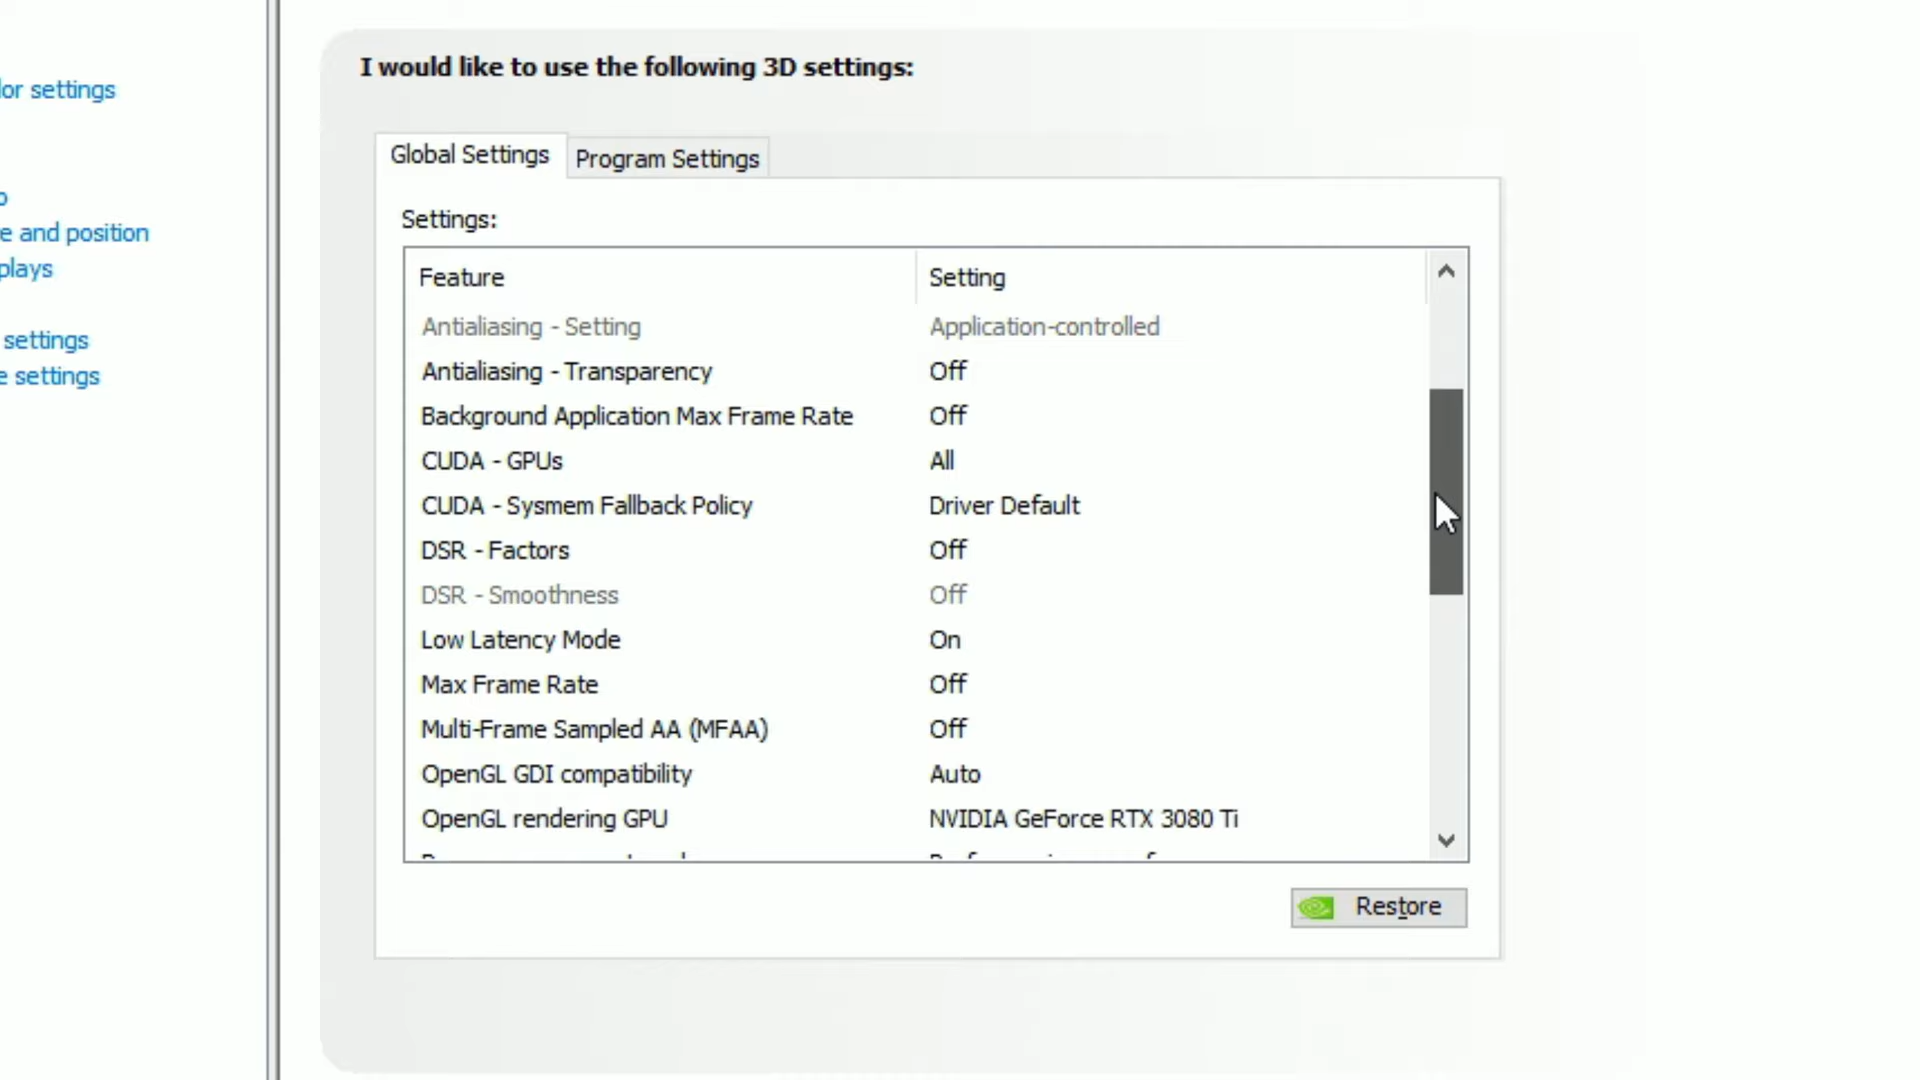 I would like to use the following 3D settings:
lor settings
Global Settings
Program Settings
e and position
Settings:
plays
Feature Setting
Antialiasing - Setting Application-controlled
settings
Antialiasing - Transparency Off
e settings
Background Application Max Frame Rate Off
CUDA - GPUs All
CUDA - Sysmem Fallback Policy Driver Default
DSR - Factors Off
DSR - Smoothness Off
Low Latency Mode On
Max Frame Rate Off
Multi-Frame Sampled AA (MFAA) Off
OpenGL GDI compatibility Auto
OpenGL rendering GPU NVIDIA GeForce RTX 3080 Ti
Restore